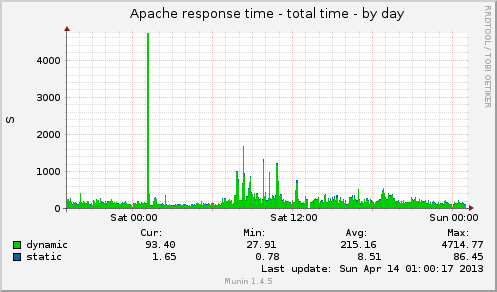 Apache response time - total time - by day
RRDTOOL / TOBI OETIKER
S
4000
3000
2000
1000
0
Sat 00:00 Sat 12:00 Sun 00:00
Cur: Min: Avg: Max:
dynamic 93.40 27.91 215.16 4714.77
static 1.65 0.78 8.51 86.45
Last update: Sun Apr 14 01:00:17 2013
Munin 1.4.5